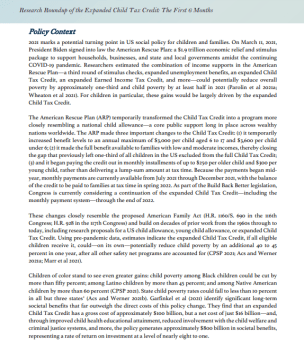 Research Roundup of the Expanded Child Tax Credit: The First 6 Months
Policy Context
2021 marks a potential turning point in US social policy for children and families. On March 11, 2021,
President Biden signed into law the American Rescue Plan: a $1.9 trillion economic relief and stimulus
package to support households, businesses, and state and local governments amidst the continuing
COVID-19 pandemic. Researchers estimated the combination of income supports in the American
Rescue Plan—a third round of stimulus checks, expanded unemployment benefits, an expanded Child
Tax Credit, an expanded Earned Income Tax Credit, and more—could potentially reduce overall
poverty by approximately one-third and child poverty by at least half in 2021 (Parolin et al 2021a;
Wheaton et al 2021). For children in particular, these gains would be largely driven by the expanded
Child Tax Credit.
The American Rescue Plan (ARP) temporarily transformed the Child Tax Credit into a program more
closely resembling a national child allowance—a core public support long in place across wealthy
nations worldwide. The ARP made three important changes to the Child Tax Credit: (1) it temporarily
increased benefit levels to an annual maximum of $3,000 per child aged 6 to 17 and $3,600 per child
under 6; (2) it made the full benefit available to families with low and moderate incomes, thereby closing
the gap that previously left one-third of all children in the US excluded from the full Child Tax Credit;
(3) and it began paying the credit out in monthly installments of up to $250 per older child and $300 per
young child, rather than delivering a lump-sum amount at tax time. Because the payments began mid-
year, monthly payments are currently available from July 2021 through December 2021, with the balance
of the credit to be paid to families at tax time in spring 2022. As part of the Build Back Better legislation,
Congress is currently considering a continuation of the expanded Child Tax Credit—including the
monthly payment system—through the end of 2022.
These changes closely resemble the proposed American Family Act (H.R. 1560/S. 690 in the 116th
Congress; H.R. 928 in the 117th Congress) and build on decades of prior work from the 1960s through to
today, including research proposals for a US child allowance, young child allowance, or expanded Child
Tax Credit. Using pre-pandemic data, estimates indicate the expanded Child Tax Credit, if all eligible
children receive it, could—on its own—potentially reduce child poverty by an additional 40 to 45
percent in one year, after all other safety net programs are accounted for (CPSP 2021; Acs and Werner
2021a; Marr et al 2021).
Children of color stand to see even greater gains: child poverty among Black children could be cut by
more than fifty percent; among Latino children by more than 45 percent; and among Native American
children by more than 60 percent (CPSP 2021). State child poverty rates could fall to less than 10 percent
in all but three states' (Acs and Werner 2021b). Garfinkel et al (2021) identify significant long-term
societal benefits that far outweigh the direct costs of this policy change. They find that an expanded
Child Tax Credit has a gross cost of approximately $100 billion, but a net cost of just $16 billion—and,
through improved child health educational attainment, reduced involvement with the child welfare and
criminal justice systems, and more, the policy generates approximately $800 billion in societal benefits,
representing a rate of return on investment at a level of nearly eight to one.